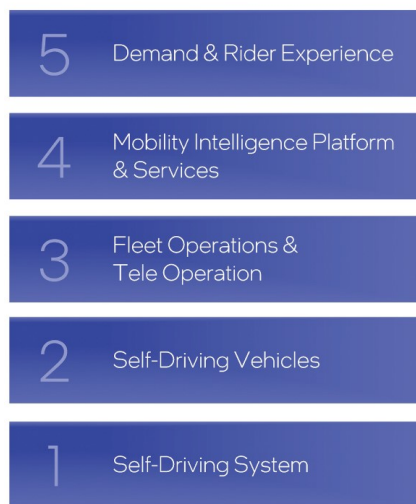 5
Demand & Rider Experience
4
Mobility Intelligence Platform
& Services
3
Fleet Operations &
Tele Operation
2
Self-Driving Vehicles
1
Self-Driving System